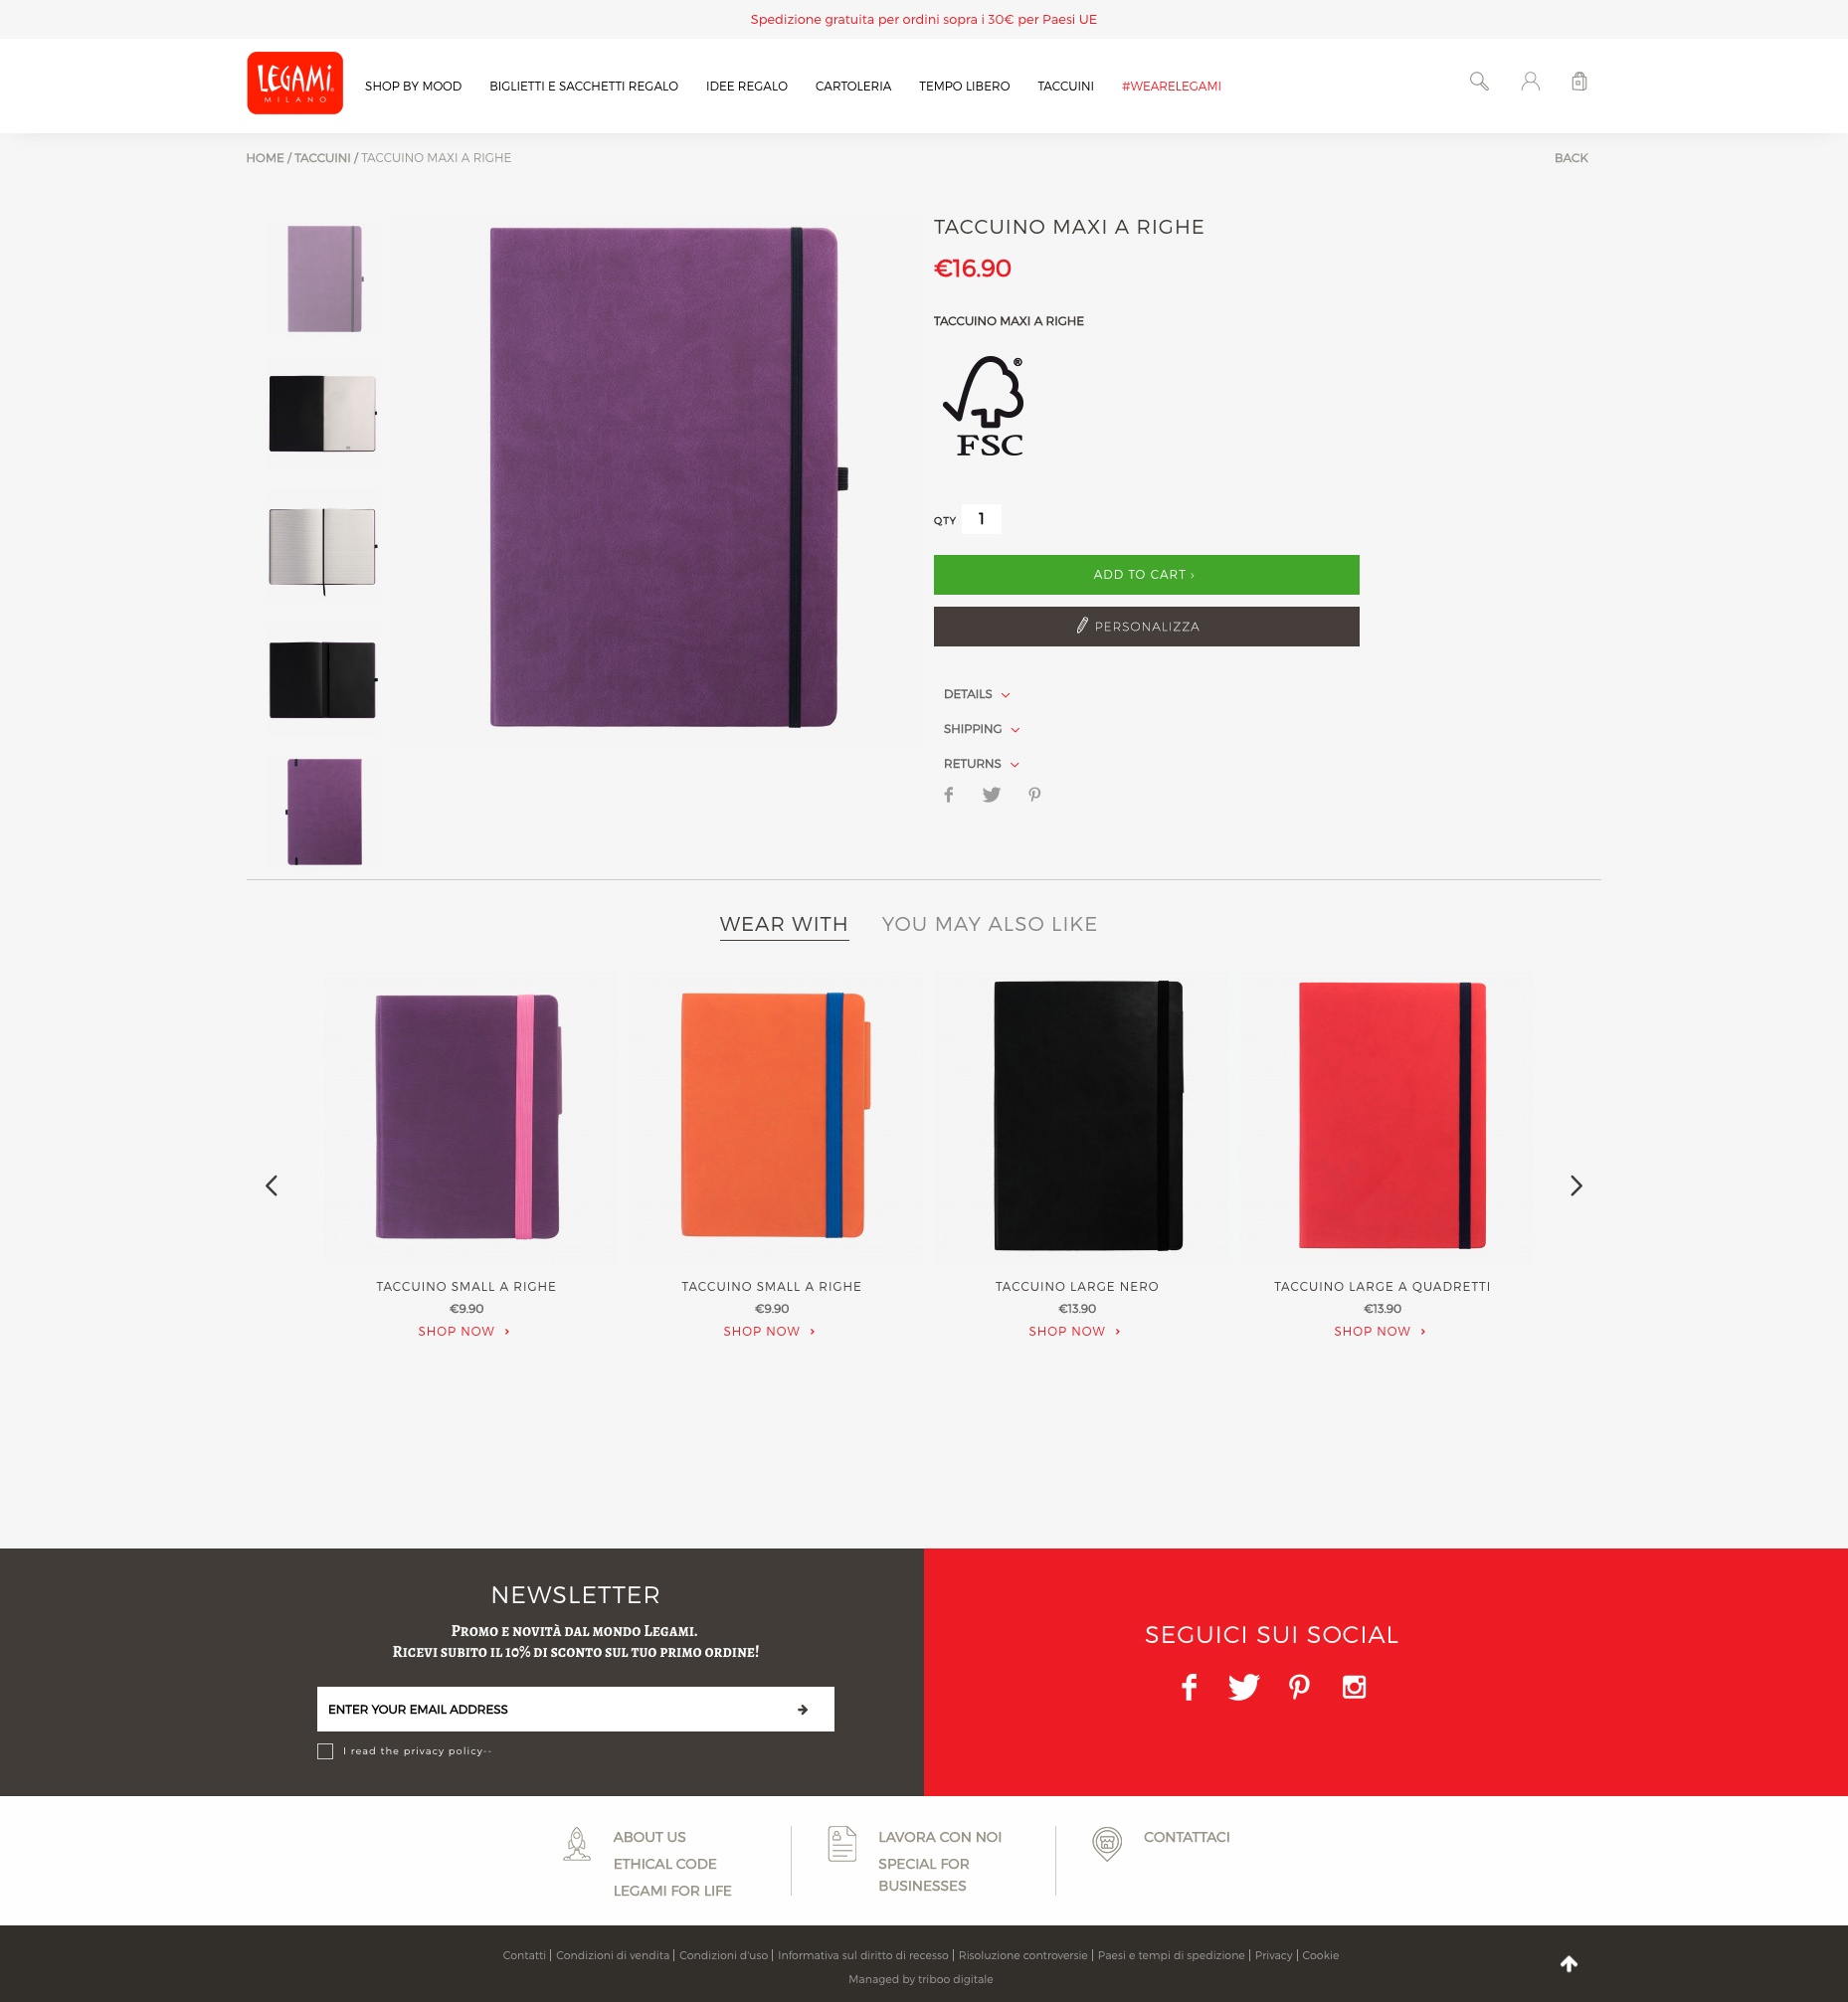 Spedizione gratuita per ordini sopra i 30€ per Paesi UE
LEGAMI
MILANO
SHOP BY MOOD BIGLIETTI E SACCHETTI REGALO IDEE REGALO CARTOLERIA TEMPO LIBERO TACCUINI #WEARELEGAMI
HOME / TACCUINI / TACCUINO MAXI A RIGHE
BACK
TACCUINO MAXI A RIGHE
€16.90
TACCUINO MAXI A RIGHE
®
FSC
QTY 1
ADD TO CART ›
PERSONALIZZA
DETAILS
SHIPPING
RETURNS
WEAR WITH YOU MAY ALSO LIKE
TACCUINO SMALL A RIGHE
€9.90
SHOP NOW ›
TACCUINO SMALL A RIGHE
€9.90
SHOP NOW ›
TACCUINO LARGE NERO
€13.90
SHOP NOW ›
TACCUINO LARGE A QUADRETTI
€13.90
SHOP NOW ›
NEWSLETTER
Promo e novità dal mondo Legami.
Ricevi subito il 10% di sconto sul tuo primo ordine!
ENTER YOUR EMAIL ADDRESS
I read the privacy policy--
SEGUICI SUI SOCIAL
ABOUT US
ETHICAL CODE
LEGAMI FOR LIFE
LAVORA CON NOI
SPECIAL FOR
BUSINESSES
CONTATTACI
Contatti | Condizioni di vendita | Condizioni d'uso | Informativa sul diritto di recesso | Risoluzione controversie | Paesi e tempi di spedizione | Privacy | Cookie
Managed by triboo digitale